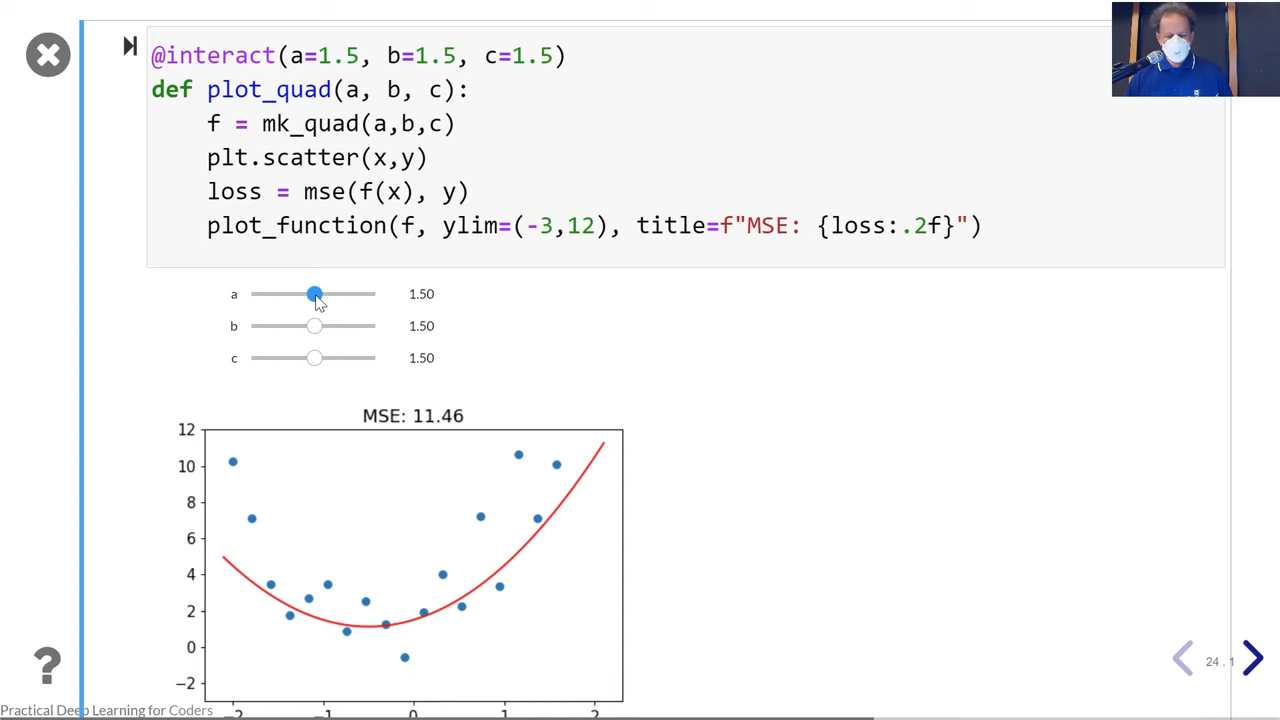 @interact(a=1.5, b=1.5, c=1.5)
def plot_quad(a, b, c):
    f = mk_quad(a,b,c)
    plt.scatter(x,y)
    loss = mse(f(x), y)
    plot_function(f, ylim=(-3,12), title=f"MSE: {loss:.2f}")
a 1.50
b 1.50
c 1.50
MSE: 11.46
12
10
8
6
4
2
0
−2
−2 −1 0 1 2
?
24 . 1
Practical Deep Learning for Coders